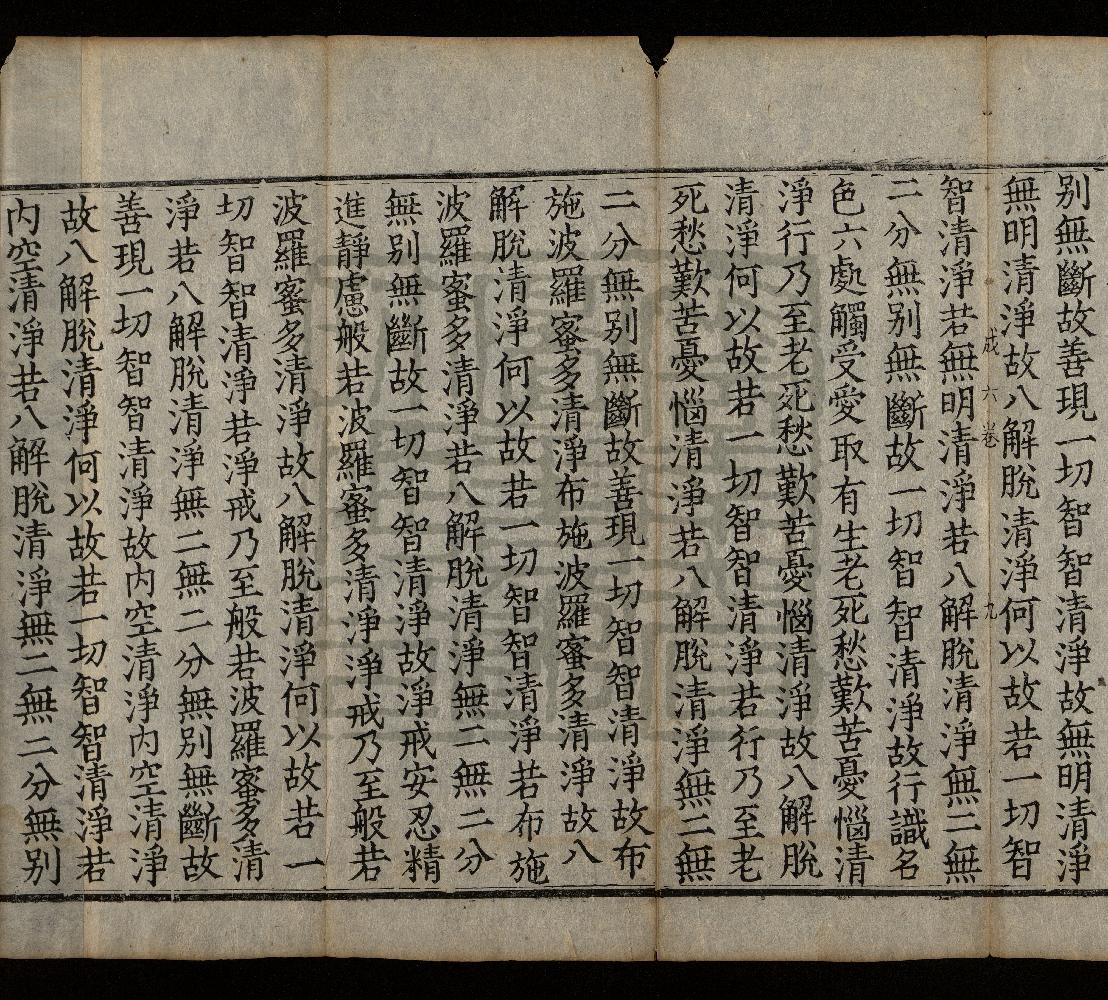 别無斷故善現一切智智清淨故無明清淨
無明清淨故八解脫清淨何以故若一切智
成 六卷 九
智清淨若無明清淨若八解脫清淨無二無
二分無别無斷故一切智智清淨故行識名
色六處觸受愛取有生老死愁歎苦憂惱清
淨行乃至老死愁歎苦憂惱清淨故八解脫
清淨何以故若一切智智清淨若行乃至老
死愁歎苦憂惱清淨若八解脫清淨無二無
二分無别無斷故善現一切智智清淨故布
施波羅蜜多清淨布施波羅蜜多清淨故八
解脫清淨何以故若一切智智清淨若布施
波羅蜜多清淨若八解脫清淨無二無二分
無别無斷故一切智智清淨故淨戒安忍精
進靜慮般若波羅蜜多清淨淨戒乃至般若
波羅蜜多清淨故八解脫清淨何以故若一
切智智清淨若淨戒乃至般若波羅蜜多清
淨若八解脫清淨無二無二分無别無斷故
善現一切智智清淨故内空清淨内空清淨
故八解脫清淨何以故若一切智智清淨若
内空清淨若八解脫清淨無二無二分無别